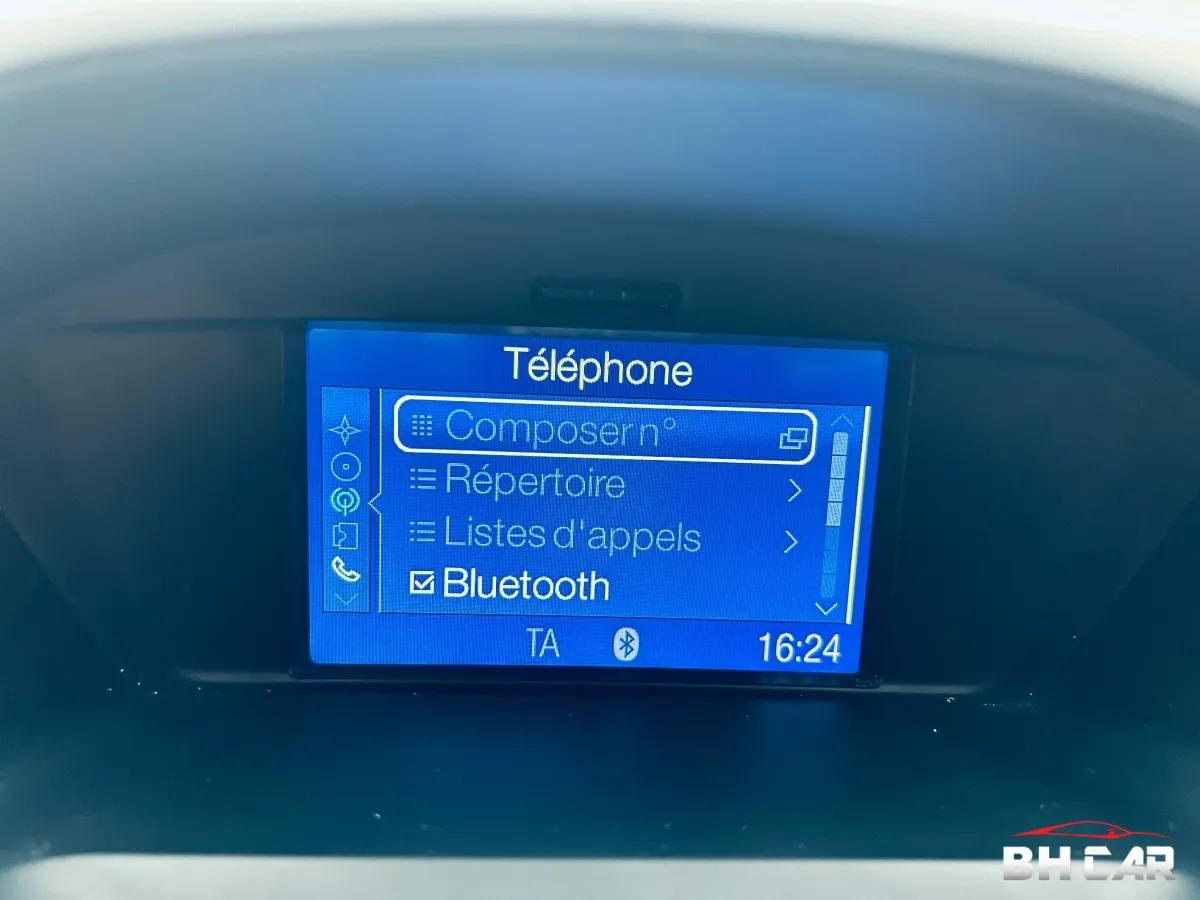 Téléphone
Composer n°
Répertoire
Listes d'appels
Bluetooth
TA 16:24
BH CAR